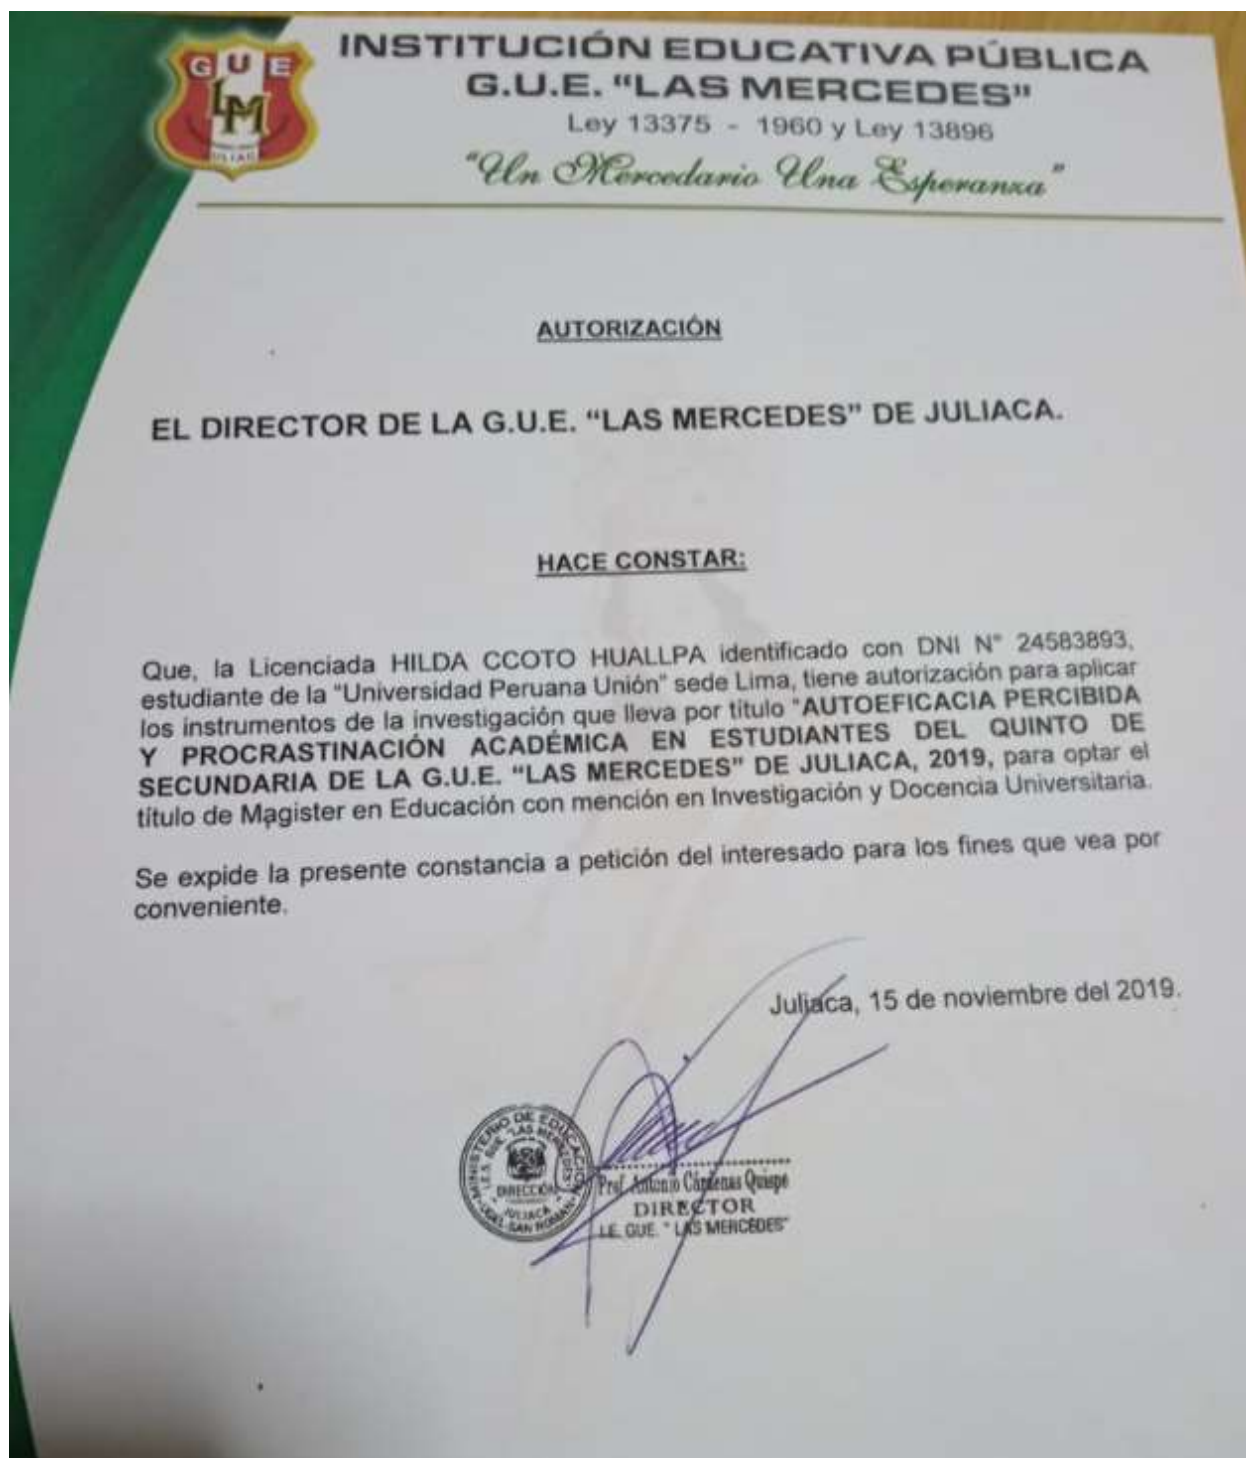 GUE
LM
INSTITUCIÓN EDUCATIVA PÚBLICA
G.U.E. "LAS MERCEDES"
Ley 13375 - 1960 y Ley 13896
"Un Mercedario Una Esperanza"
AUTORIZACIÓN
EL DIRECTOR DE LA G.U.E. “LAS MERCEDES” DE JULIACA.
HACE CONSTAR:
Que, la Licenciada HILDA CCOTO HUALLPA identificado con DNI N° 24583893,
estudiante de la “Universidad Peruana Unión” sede Lima, tiene autorización para aplicar
los instrumentos de la investigación que lleva por título “AUTOEFICACIA PERCIBIDA
Y PROCRASTINACIÓN ACADÉMICA EN ESTUDIANTES DEL QUINTO DE
SECUNDARIA DE LA G.U.E. “LAS MERCEDES” DE JULIACA, 2019, para optar el
título de Magister en Educación con mención en Investigación y Docencia Universitaria.
Se expide la presente constancia a petición del interesado para los fines que vea por
conveniente.
Juliaca, 15 de noviembre del 2019.
MINISTERIO DE EDUCACIÓN
I.E.S. GUE. "LAS MERCEDES"
DIRECCIÓN
JULIACA
UGEL SAN ROMÁN
Prof. Antonio Cárdenas Quispe
DIRECTOR
I.E. GUE. " LAS MERCEDES"